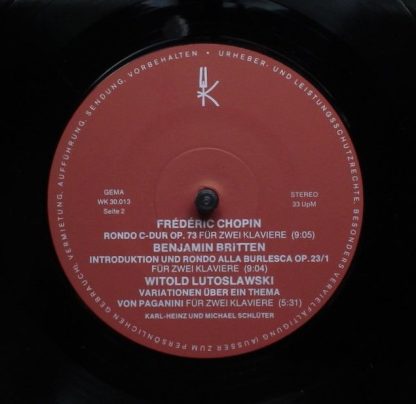 URHEBER- UND LEISTUNGSSCHUTZRECHTE, BESONDERS VERVIELFÄLTIGUNG (AUSSER ZUM PERSÖNLICHEN GEBRAUCH), VERMIETUNG, AUFFÜHRUNG, SENDUNG, VORBEHALTEN •
K
GEMA
WK 30.013
Seite 2
STEREO
33 UpM
FRÉDÉRIC CHOPIN
RONDO C-DUR OP. 73 FÜR ZWEI KLAVIERE (9:05)
BENJAMIN BRITTEN
INTRODUKTION UND RONDO ALLA BURLESCA OP. 23/1
FÜR ZWEI KLAVIERE (9:04)
WITOLD LUTOSLAWSKI
VARIATIONEN ÜBER EIN THEMA
VON PAGANINI FÜR ZWEI KLAVIERE (5:31)
KARL-HEINZ UND MICHAEL SCHLÜTER